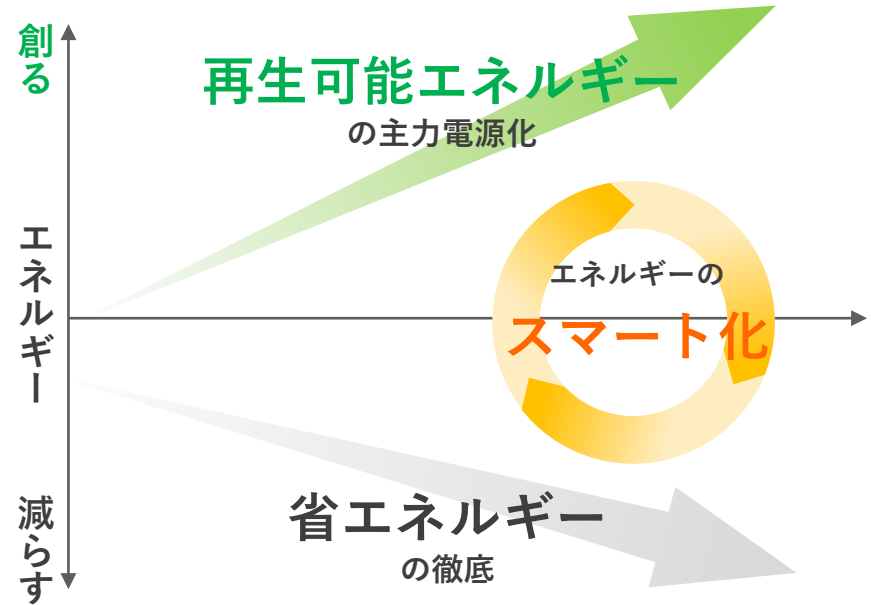 創る
再生可能エネルギー
の主力電源化
エネルギー
エネルギーの
スマート化
減らす
省エネルギー
の徹底